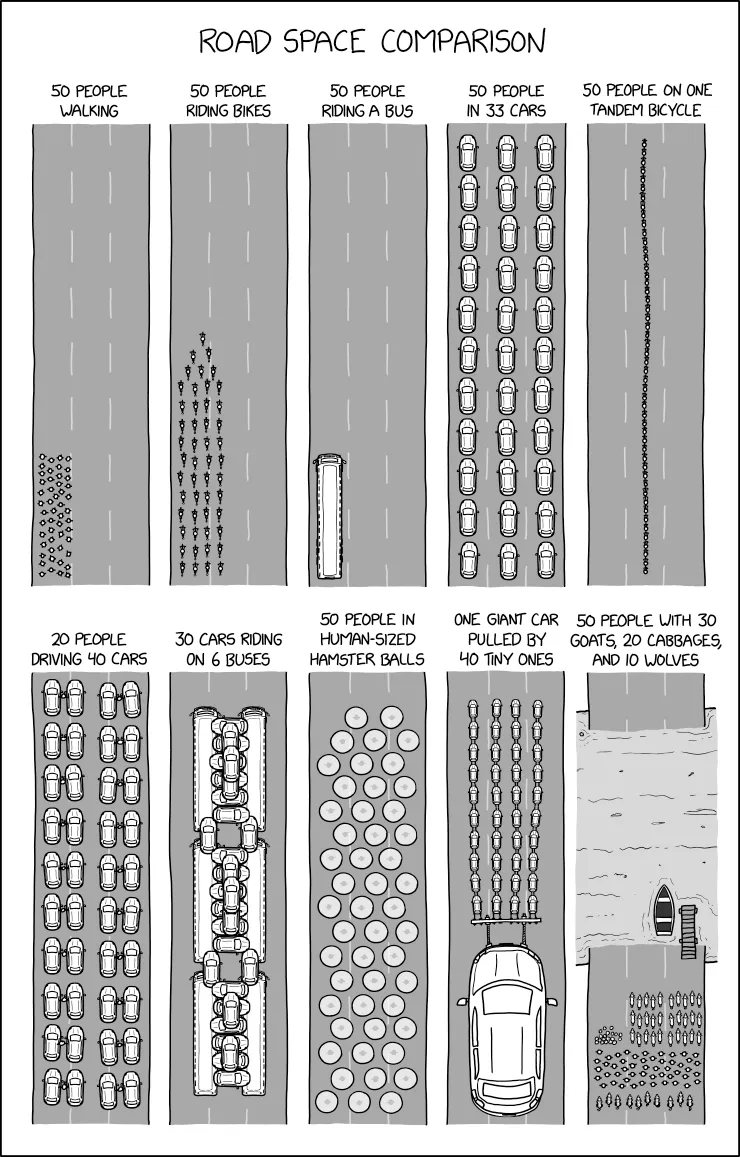 ROAD SPACE COMPARISON
50 PEOPLE
WALKING
50 PEOPLE
RIDING BIKES
50 PEOPLE
RIDING A BUS
50 PEOPLE
IN 33 CARS
50 PEOPLE ON ONE
TANDEM BICYCLE
20 PEOPLE
DRIVING 40 CARS
30 CARS RIDING
ON 6 BUSES
50 PEOPLE IN
HUMAN-SIZED
HAMSTER BALLS
ONE GIANT CAR
PULLED BY
40 TINY ONES
50 PEOPLE WITH 30
GOATS, 20 CABBAGES,
AND 10 WOLVES